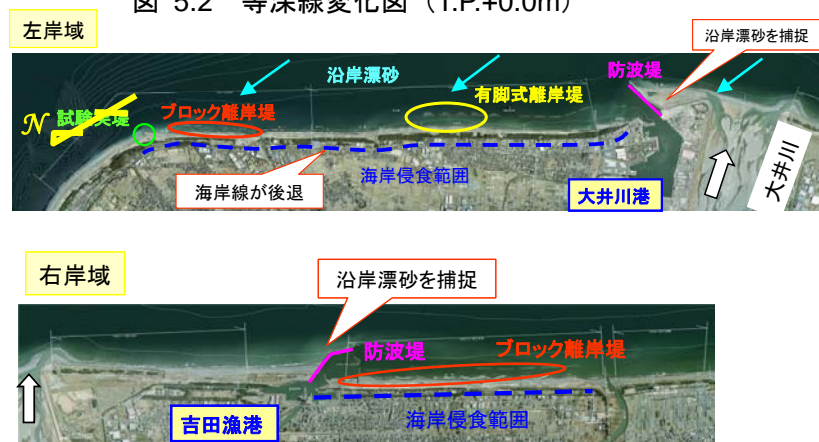 図 5.2 等深線変化図（T.P.+0.0m）
左岸域
沿岸漂砂を捕捉
防波堤
沿岸漂砂
有脚式離岸堤
ブロック離岸堤
試験突堤
N
海岸線が後退
海岸侵食範囲
大井川港
大井川
右岸域
沿岸漂砂を捕捉
防波堤
ブロック離岸堤
吉田漁港
海岸侵食範囲